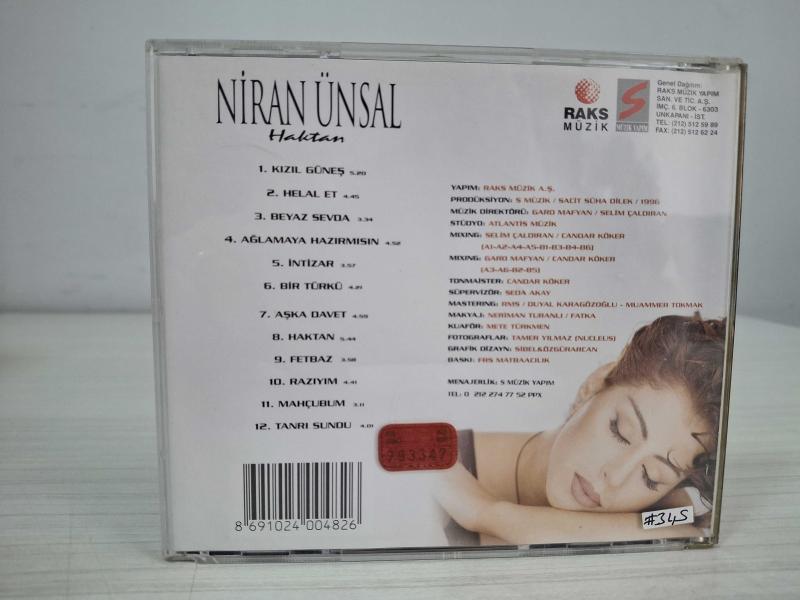 NİRAN ÜNSAL
Haktan
1. KIZIL GÜNEŞ 5.20
2. HELAL ET 4.45
3. BEYAZ SEVDA 3.34
4. AĞLAMAYA HAZIRMISIN 4.52
5. İNTİZAR 3.57
6. BİR TÜRKÜ 4.21
7. AŞKA DAVET 4.59
8. HAKTAN 5.44
9. FETBAZ 3.58
10. RAZIYIM 4.41
11. MAHÇUBUM 3.11
12. TANRI SUNDU 4.01
RAKS
MÜZİK
S
MÜZİK YAPIM
Genel Dağıtım:
RAKS MÜZİK YAPIM
SAN. VE TİC. A.Ş.
İMÇ. 6. BLOK - 6303
UNKAPANI - İST.
TEL: (212) 512 59 89
FAX: (212) 512 62 24
YAPIM: RAKS MÜZİK A.Ş.
PRODÜKSİYON: S MÜZİK / SACİT SÜHA DİLEK / 1996
MÜZİK DİREKTÖRÜ: GARO MAFYAN / SELİM ÇALDIRAN
STÜDYO: ATLANTİS MÜZİK
MIXING: SELİM ÇALDIRAN / CANDAR KÖKER
(A1-A2-A4-A5-B1-B3-B4-B6)
MIXING: GARO MAFYAN / CANDAR KÖKER
(A3-A6-B2-B5)
TONMAISTER: CANDAR KÖKER
SÜPERVİZÖR: SEDA AKAY
MASTERING: RMS / DUYAL KARAGÖZOĞLU - MUAMMER TOKMAK
MAKYAJ: NERİMAN TURANLI / FATKA
KUAFÖR: METE TÜRKMEN
FOTOGRAFLAR: TAMER YILMAZ (NUCLEUS)
GRAFİK DİZAYN: SİBEL&ÖZGÜRARCAN
BASKI: FRS MATBAACILIK
MENAJERLİK: S MÜZİK YAPIM
TEL: 0 212 274 77 52 PPX
793347
8 691024 004826
#345